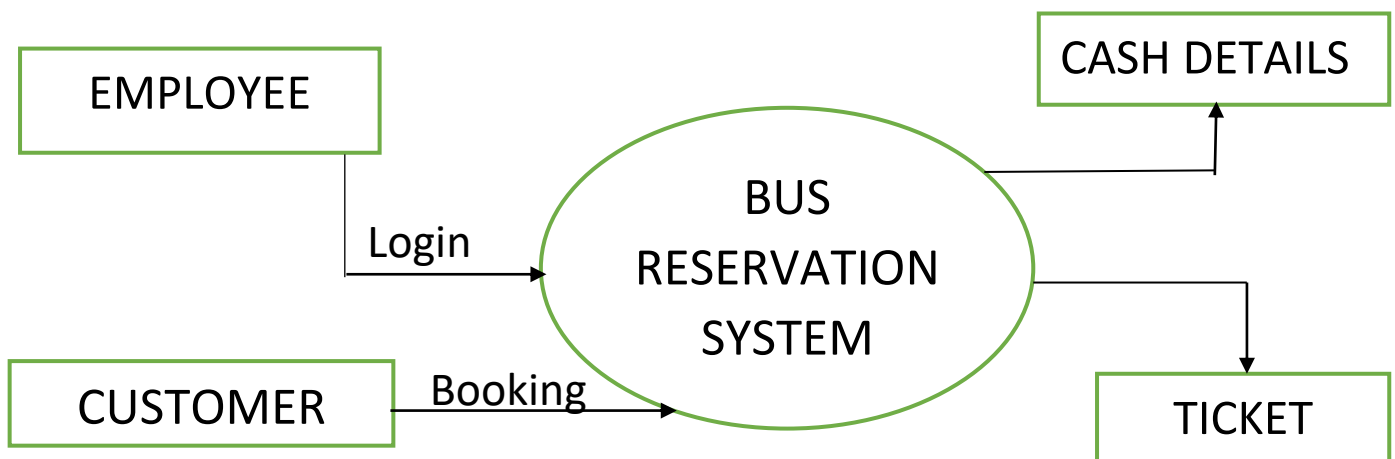 EMPLOYEE
CASH DETAILS
BUS
RESERVATION
SYSTEM
Login
Booking
CUSTOMER
TICKET